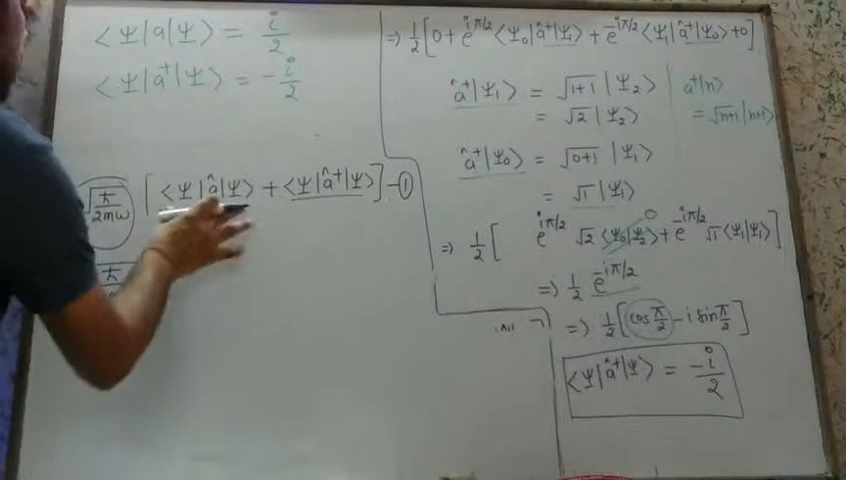 <Ψ|a|Ψ> = i/2
<Ψ|a†|Ψ> = -i/2
√(ħ/2mω) [<Ψ|â|Ψ> + <Ψ|â†|Ψ>] - ①
⇒ 1/2[0 + e^{iπ/2}<Ψ₀|â†|Ψ₁> + e^{-iπ/2}<Ψ₁|â†|Ψ₀> + 0]
â†|Ψ₁> = √(1+1) |Ψ₂>
= √2 |Ψ₂>
a†|n>
= √(n+1) |n+1>
â†|Ψ₀> = √(0+1) |Ψ₁>
= √1 |Ψ₁>
⇒ 1/2 [ e^{iπ/2} √2 <Ψ₀|Ψ₂> 0 + e^{-iπ/2} √1 <Ψ₁|Ψ₁>]
⇒ 1/2 e^{-iπ/2}
⇒ 1/2 [cos π/2 - i sin π/2]
<Ψ|â†|Ψ> = -i/2